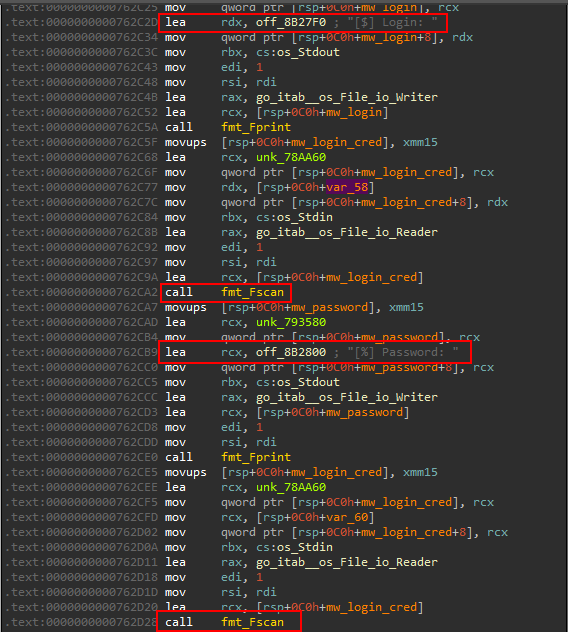 .text:0000000000762C25 mov     qword ptr [rsp+0C0h+mw_login], rcx
.text:0000000000762C2D lea     rdx, off_8B27F0 ; "[$] Login: "
.text:0000000000762C34 mov     qword ptr [rsp+0C0h+mw_login+8], rdx
.text:0000000000762C3C mov     rbx, cs:os_Stdout
.text:0000000000762C43 mov     edi, 1
.text:0000000000762C48 mov     rsi, rdi
.text:0000000000762C4B lea     rax, go_itab__os_File_io_Writer
.text:0000000000762C52 lea     rcx, [rsp+0C0h+mw_login]
.text:0000000000762C5A call    fmt_Fprint
.text:0000000000762C5F movups  [rsp+0C0h+mw_login_cred], xmm15
.text:0000000000762C68 lea     rcx, unk_78AA60
.text:0000000000762C6F mov     qword ptr [rsp+0C0h+mw_login_cred], rcx
.text:0000000000762C77 mov     rdx, [rsp+0C0h+var_58]
.text:0000000000762C7C mov     qword ptr [rsp+0C0h+mw_login_cred+8], rdx
.text:0000000000762C84 mov     rbx, cs:os_Stdin
.text:0000000000762C8B lea     rax, go_itab__os_File_io_Reader
.text:0000000000762C92 mov     edi, 1
.text:0000000000762C97 mov     rsi, rdi
.text:0000000000762C9A lea     rcx, [rsp+0C0h+mw_login_cred]
.text:0000000000762CA2 call    fmt_Fscan
.text:0000000000762CA7 movups  [rsp+0C0h+mw_password], xmm15
.text:0000000000762CAD lea     rcx, unk_793580
.text:0000000000762CB4 mov     qword ptr [rsp+0C0h+mw_password], rcx
.text:0000000000762CB9 lea     rcx, off_8B2800 ; "[%] Password: "
.text:0000000000762CC0 mov     qword ptr [rsp+0C0h+mw_password+8], rcx
.text:0000000000762CC5 mov     rbx, cs:os_Stdout
.text:0000000000762CCC lea     rax, go_itab__os_File_io_Writer
.text:0000000000762CD3 lea     rcx, [rsp+0C0h+mw_password]
.text:0000000000762CD8 mov     edi, 1
.text:0000000000762CDD mov     rsi, rdi
.text:0000000000762CE0 call    fmt_Fprint
.text:0000000000762CE5 movups  [rsp+0C0h+mw_login_cred], xmm15
.text:0000000000762CEE lea     rcx, unk_78AA60
.text:0000000000762CF5 mov     qword ptr [rsp+0C0h+mw_login_cred], rcx
.text:0000000000762CFD mov     rcx, [rsp+0C0h+var_60]
.text:0000000000762D02 mov     qword ptr [rsp+0C0h+mw_login_cred+8], rcx
.text:0000000000762D0A mov     rbx, cs:os_Stdin
.text:0000000000762D11 lea     rax, go_itab__os_File_io_Reader
.text:0000000000762D18 mov     edi, 1
.text:0000000000762D1D mov     rsi, rdi
.text:0000000000762D20 lea     rcx, [rsp+0C0h+mw_login_cred]
.text:0000000000762D28 call    fmt_Fscan